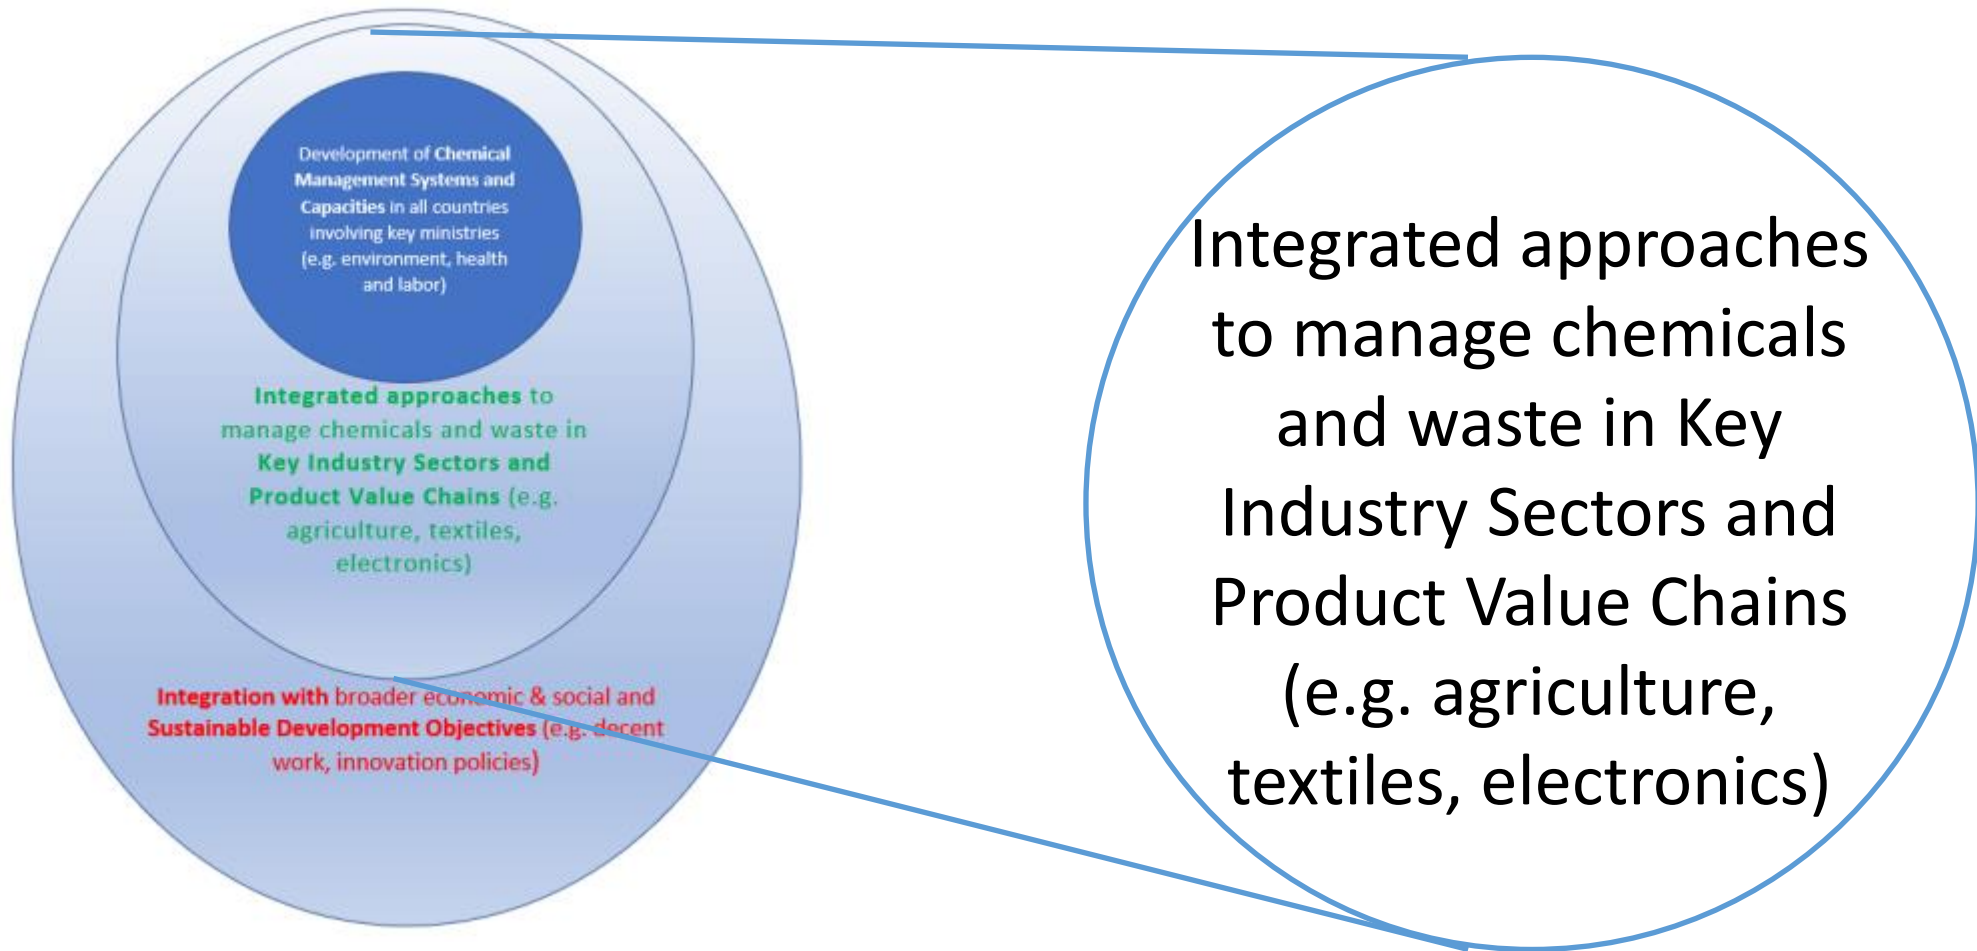 Development of Chemical
Management Systems and
Capacities in all countries
involving key ministries
(e.g. environment, health
and labor)
Integrated approaches to
manage chemicals and waste in
Key Industry Sectors and
Product Value Chains (e.g.
agriculture, textiles,
electronics)
Integration with broader economic & social and
Sustainable Development Objectives (e.g. decent
work, innovation policies)
Integrated approaches
to manage chemicals
and waste in Key
Industry Sectors and
Product Value Chains
(e.g. agriculture,
textiles, electronics)